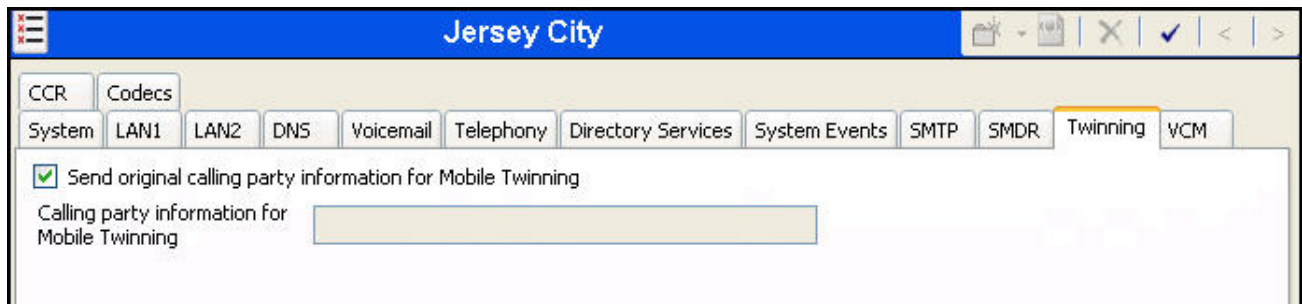 Jersey City
CCR Codecs
System LAN1 LAN2 DNS Voicemail Telephony Directory Services System Events SMTP SMDR Twinning VCM
Send original calling party information for Mobile Twinning
Calling party information for
Mobile Twinning